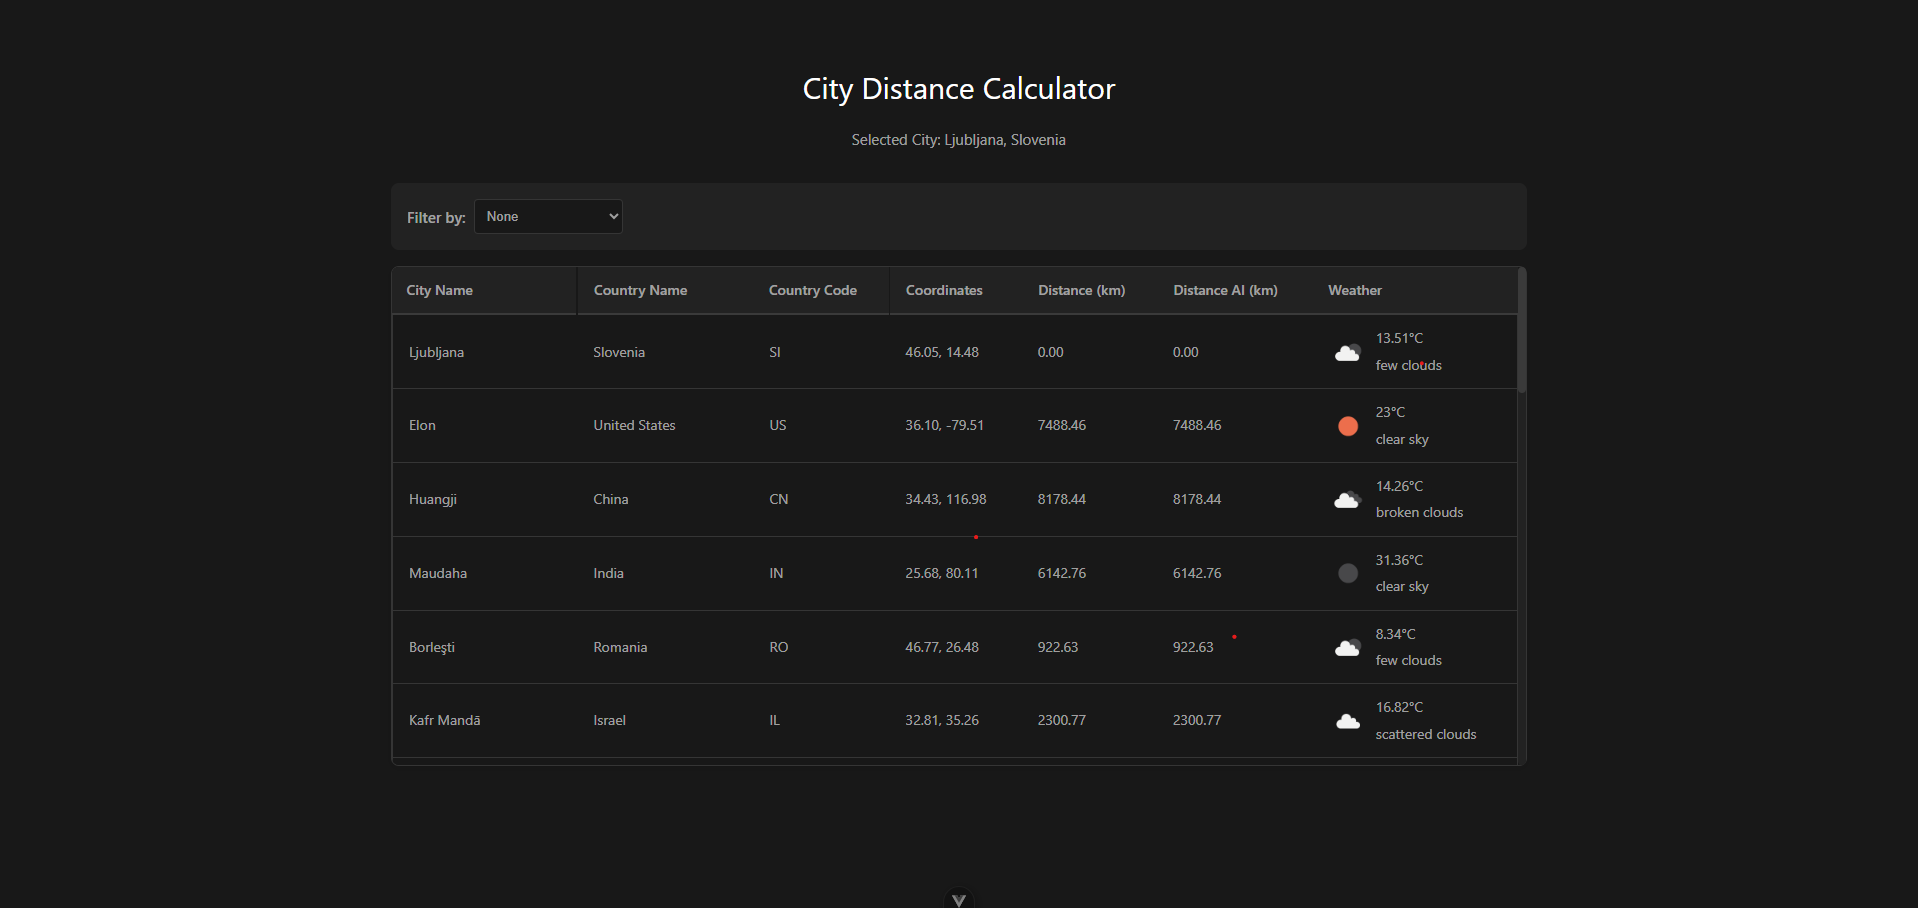 City Distance Calculator
Selected City: Ljubljana, Slovenia
Filter by: None
City Name Country Name Country Code Coordinates Distance (km) Distance AI (km) Weather
Ljubljana Slovenia SI 46.05, 14.48 0.00 0.00 13.51°C
few clouds
Elon United States US 36.10, -79.51 7488.46 7488.46 23°C
clear sky
Huangji China CN 34.43, 116.98 8178.44 8178.44 14.26°C
broken clouds
Maudaha India IN 25.68, 80.11 6142.76 6142.76 31.36°C
clear sky
Borleşti Romania RO 46.77, 26.48 922.63 922.63 8.34°C
few clouds
Kafr Mandā Israel IL 32.81, 35.26 2300.77 2300.77 16.82°C
scattered clouds